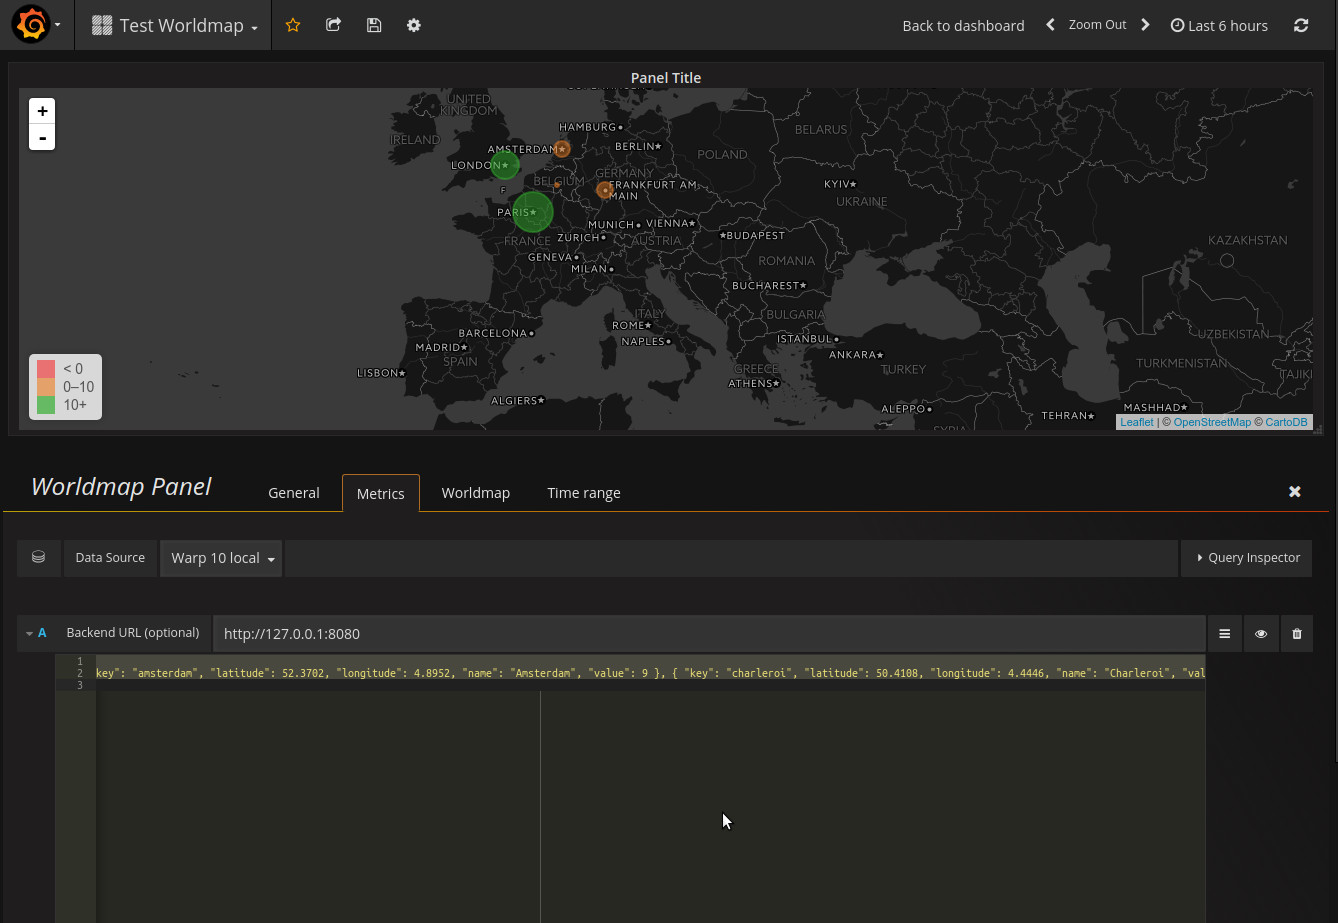 Test Worldmap
Back to dashboard
Zoom Out
Last 6 hours
Panel Title
+
-
UNITED
KINGDOM
IRELAND
HAMBURG
AMSTERDAM
BERLIN
BELARUS
LONDON
POLAND
BELGIUM
GERMANY
F
FRANKFURT AM
MAIN
KYIV
UKRAINE
PARIS
MUNICH
VIENNA
FRANCE
ZÜRICH
AUSTRIA
BUDAPEST
KAZAKHSTAN
GENEVA
MILAN
ROMANIA
BUCHAREST
ITALY
BULGARIA
ROME
BARCELONA
NAPLES
ISTANBUL
UZBEKISTAN
MADRID
SPAIN
ANKARA
TURKMENISTAN
LISBON
GREECE
TURKEY
TAJIKI
ATHENS
ALGIERS
ALEPPO
TEHRAN
MASHHAD
SYRIA
< 0
0–10
10+
Leaflet | © OpenStreetMap © CartoDB
Worldmap Panel
General
Metrics
Worldmap
Time range
Data Source
Warp 10 local
Query Inspector
A
Backend URL (optional)
http://127.0.0.1:8080
1
2 key": "amsterdam", "latitude": 52.3702, "longitude": 4.8952, "name": "Amsterdam", "value": 9 }, { "key": "charleroi", "latitude": 50.4108, "longitude": 4.4446, "name": "Charleroi", "val
3